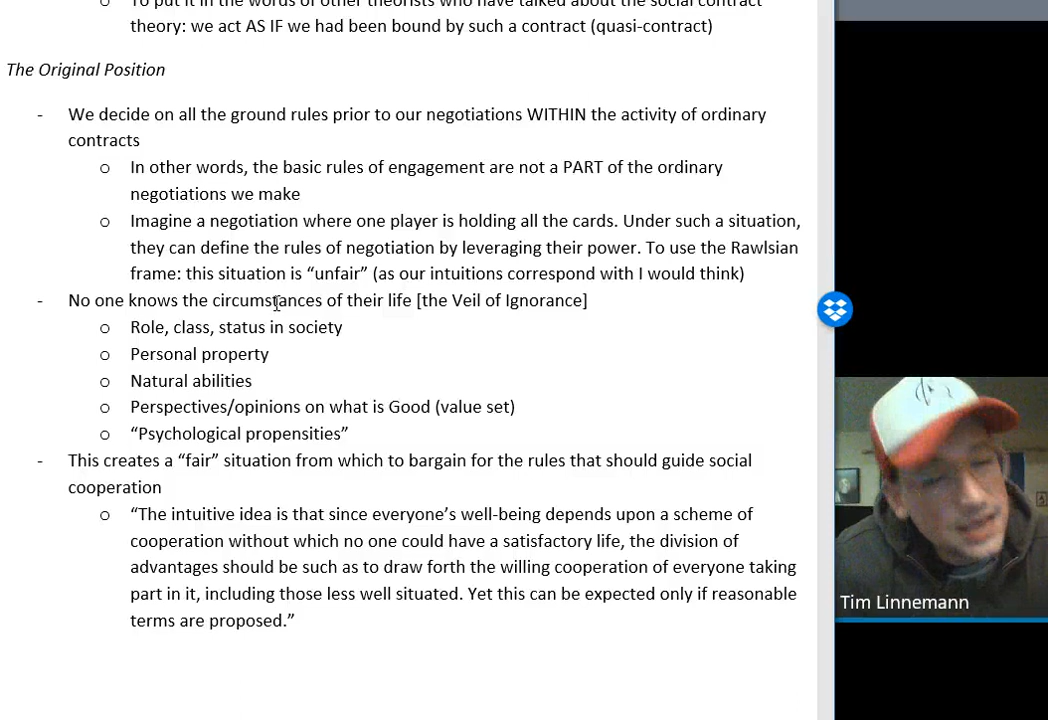 To put it in the words of other theorists who have talked about the social contract
theory: we act AS IF we had been bound by such a contract (quasi-contract)
The Original Position
- We decide on all the ground rules prior to our negotiations WITHIN the activity of ordinary
contracts
o In other words, the basic rules of engagement are not a PART of the ordinary
negotiations we make
o Imagine a negotiation where one player is holding all the cards. Under such a situation,
they can define the rules of negotiation by leveraging their power. To use the Rawlsian
frame: this situation is “unfair” (as our intuitions correspond with I would think)
- No one knows the circumstances of their life [the Veil of Ignorance]
o Role, class, status in society
o Personal property
o Natural abilities
o Perspectives/opinions on what is Good (value set)
o “Psychological propensities”
- This creates a “fair” situation from which to bargain for the rules that should guide social
cooperation
o “The intuitive idea is that since everyone’s well-being depends upon a scheme of
cooperation without which no one could have a satisfactory life, the division of
advantages should be such as to draw forth the willing cooperation of everyone taking
part in it, including those less well situated. Yet this can be expected only if reasonable
terms are proposed.”
Tim Linnemann